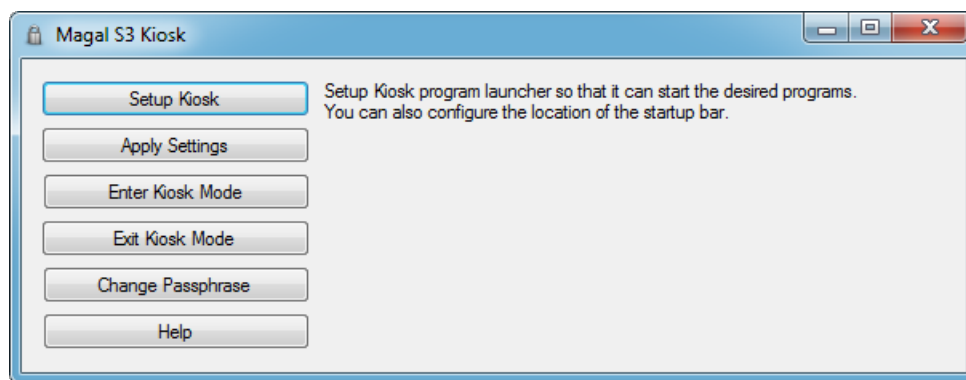 Magal S3 Kiosk
Setup Kiosk
Setup Kiosk program launcher so that it can start the desired programs.
You can also configure the location of the startup bar.
Apply Settings
Enter Kiosk Mode
Exit Kiosk Mode
Change Passphrase
Help